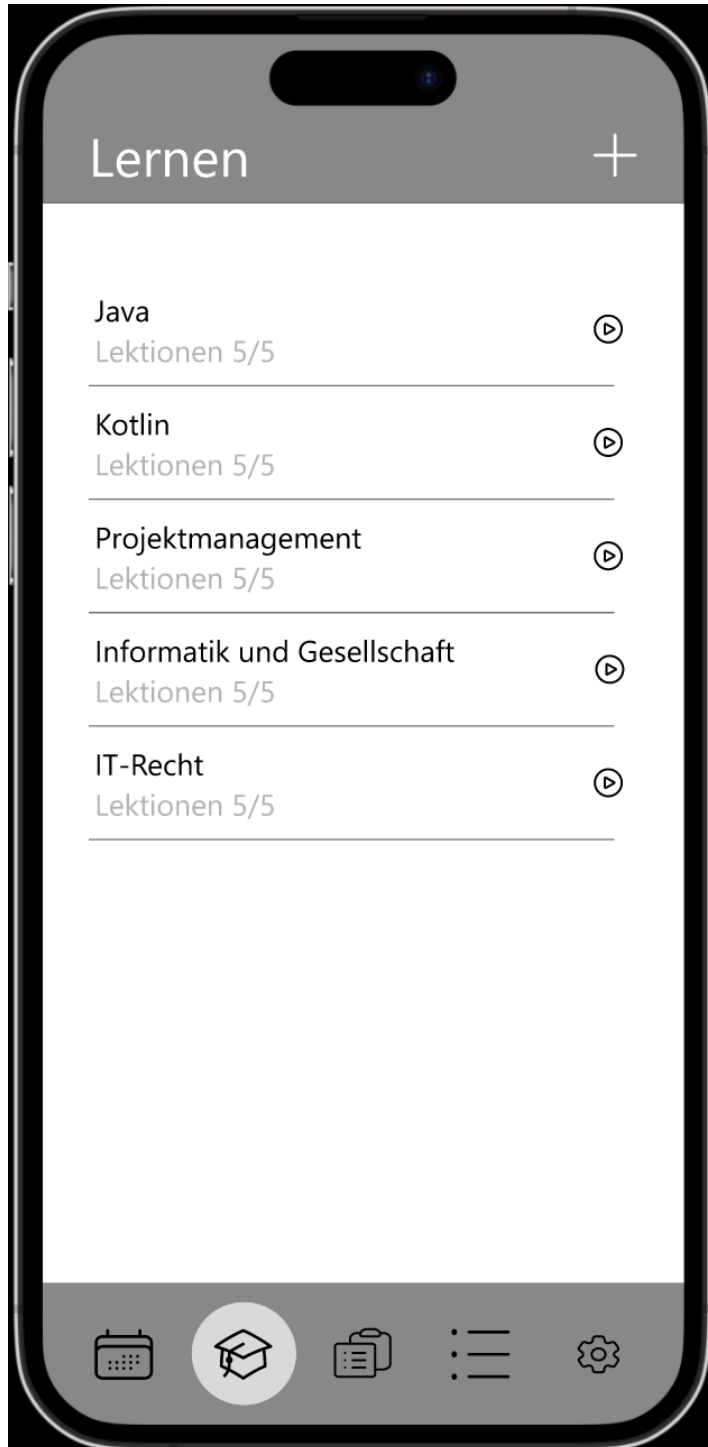 Lernen
Java
Lektionen 5/5
Kotlin
Lektionen 5/5
Projektmanagement
Lektionen 5/5
Informatik und Gesellschaft
Lektionen 5/5
IT-Recht
Lektionen 5/5